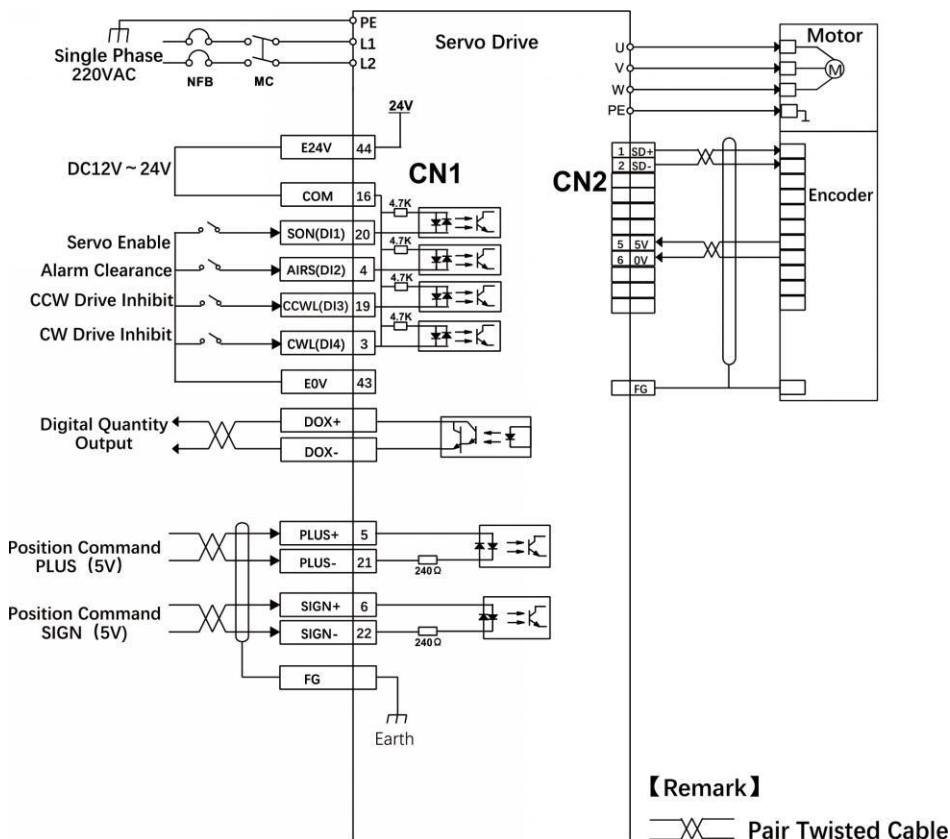 PE
L1
L2
Single Phase
220VAC
NFB
MC
Servo Drive
U
V
W
PE
Motor
M
24V
E24V 44
DC12V～24V
COM 16
CN1
4.7K
Servo Enable
SON(DI1) 20
4.7K
Alarm Clearance
AIRS(DI2) 4
4.7K
CCW Drive Inhibit
CCWL(DI3) 19
4.7K
CW Drive Inhibit
CWL(DI4) 3
E0V 43
CN2
1 SD+
2 SD-
5 5V
6 0V
FG
Encoder
Digital Quantity
Output
DOX+
DOX-
Position Command
PLUS (5V)
PLUS+ 5
PLUS- 21
240Ω
Position Command
SIGN (5V)
SIGN+ 6
SIGN- 22
240Ω
FG
Earth
【Remark】
Pair Twisted Cable